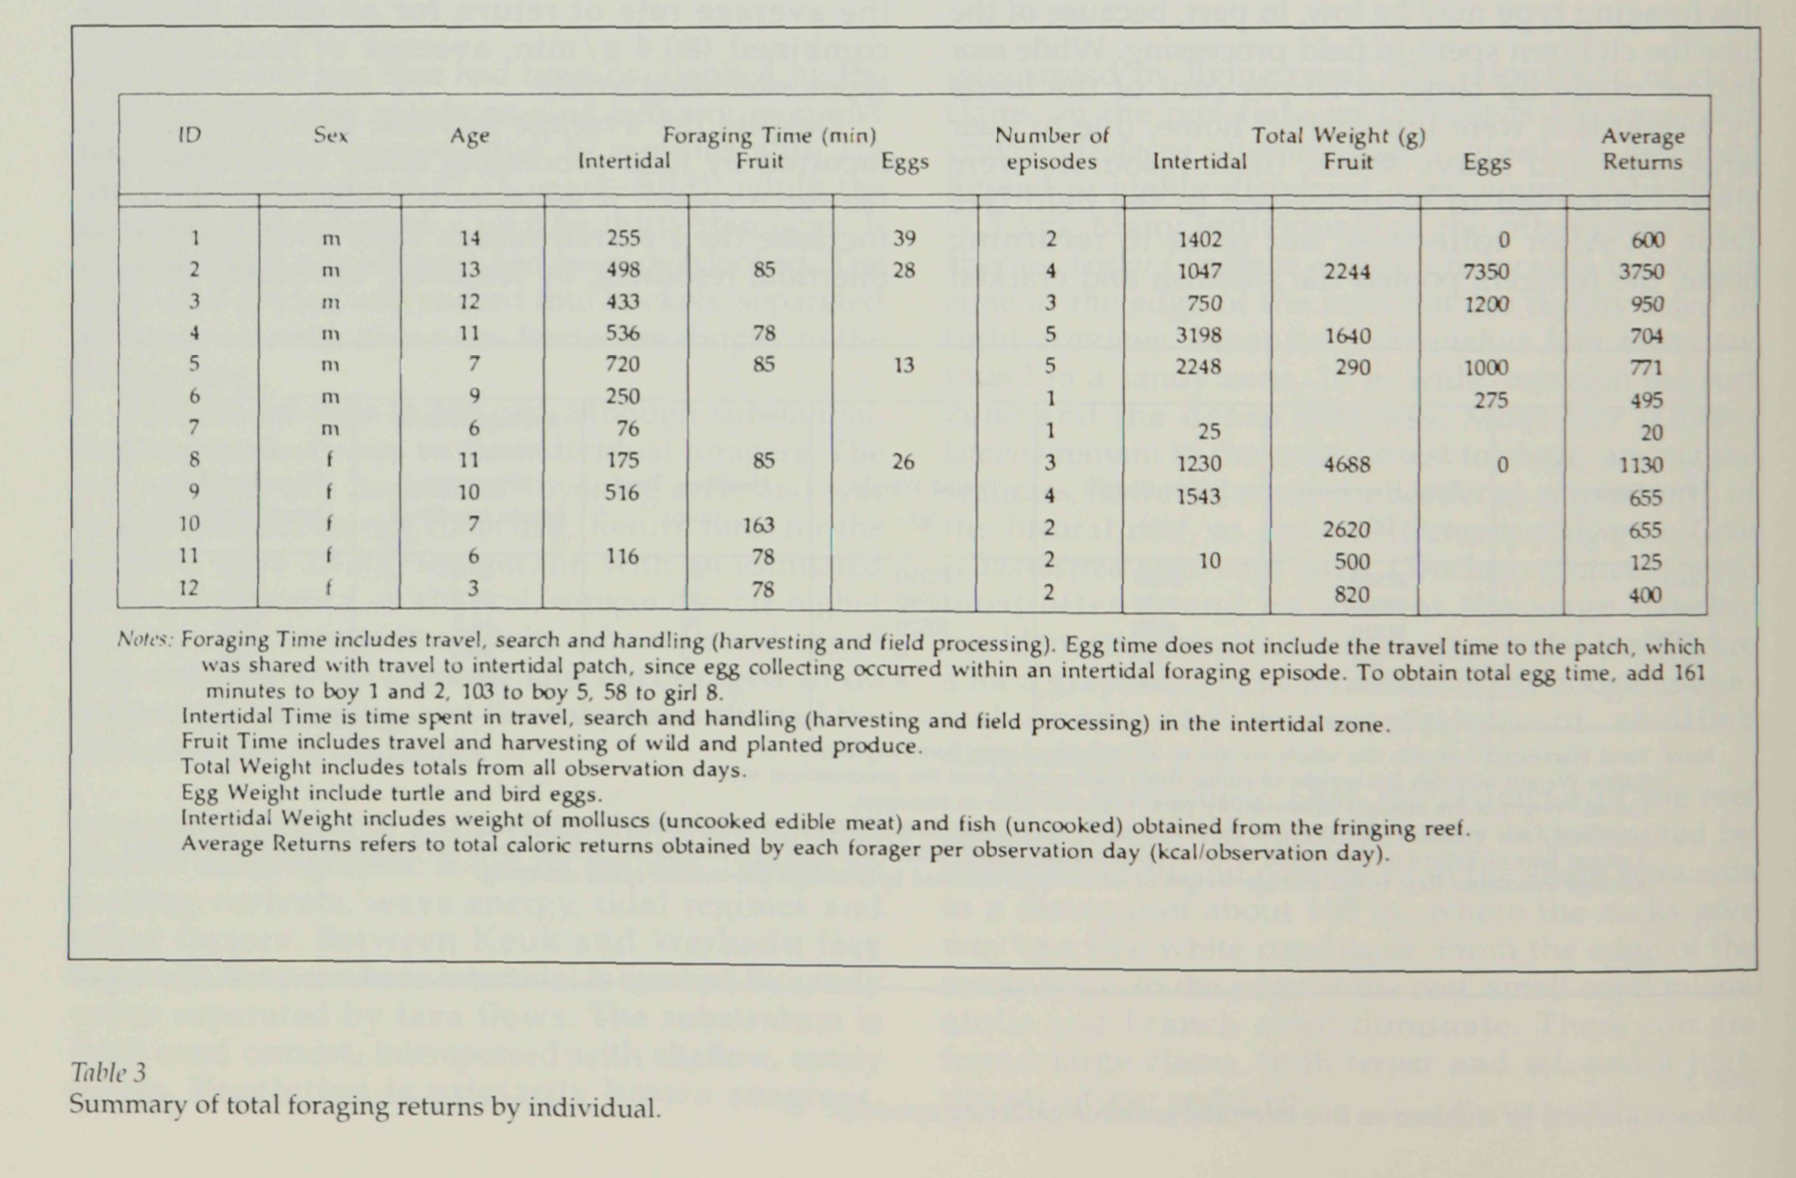 ID Sex Age Foraging Time (min) Number of Total Weight (g) Average
Intertidal Fruit Eggs episodes Intertidal Fruit Eggs Returns
1 m 14 255 39 2 1402 0 600
2 m 13 498 85 28 4 1047 2244 7350 3750
3 m 12 433 3 750 1200 950
4 m 11 536 78 5 3198 1640 704
5 m 7 720 85 13 5 2248 290 1000 771
6 m 9 250 1 275 495
7 m 6 76 1 25 20
8 f 11 175 85 26 3 1230 4688 0 1130
9 f 10 516 4 1543 655
10 f 7 163 2 2620 655
11 f 6 116 78 2 10 500 125
12 f 3 78 2 820 400
Notes: Foraging Time includes travel, search and handling (harvesting and field processing). Egg time does not include the travel time to the patch, which
was shared with travel to intertidal patch, since egg collecting occurred within an intertidal foraging episode. To obtain total egg time, add 161
minutes to boy 1 and 2, 103 to boy 5, 58 to girl 8.
Intertidal Time is time spent in travel, search and handling (harvesting and field processing) in the intertidal zone.
Fruit Time includes travel and harvesting of wild and planted produce.
Total Weight includes totals from all observation days.
Egg Weight include turtle and bird eggs.
Intertidal Weight includes weight of molluscs (uncooked edible meat) and fish (uncooked) obtained from the fringing reef.
Average Returns refers to total caloric returns obtained by each forager per observation day (kcal/observation day).
Table 3
Summary of total foraging returns by individual.